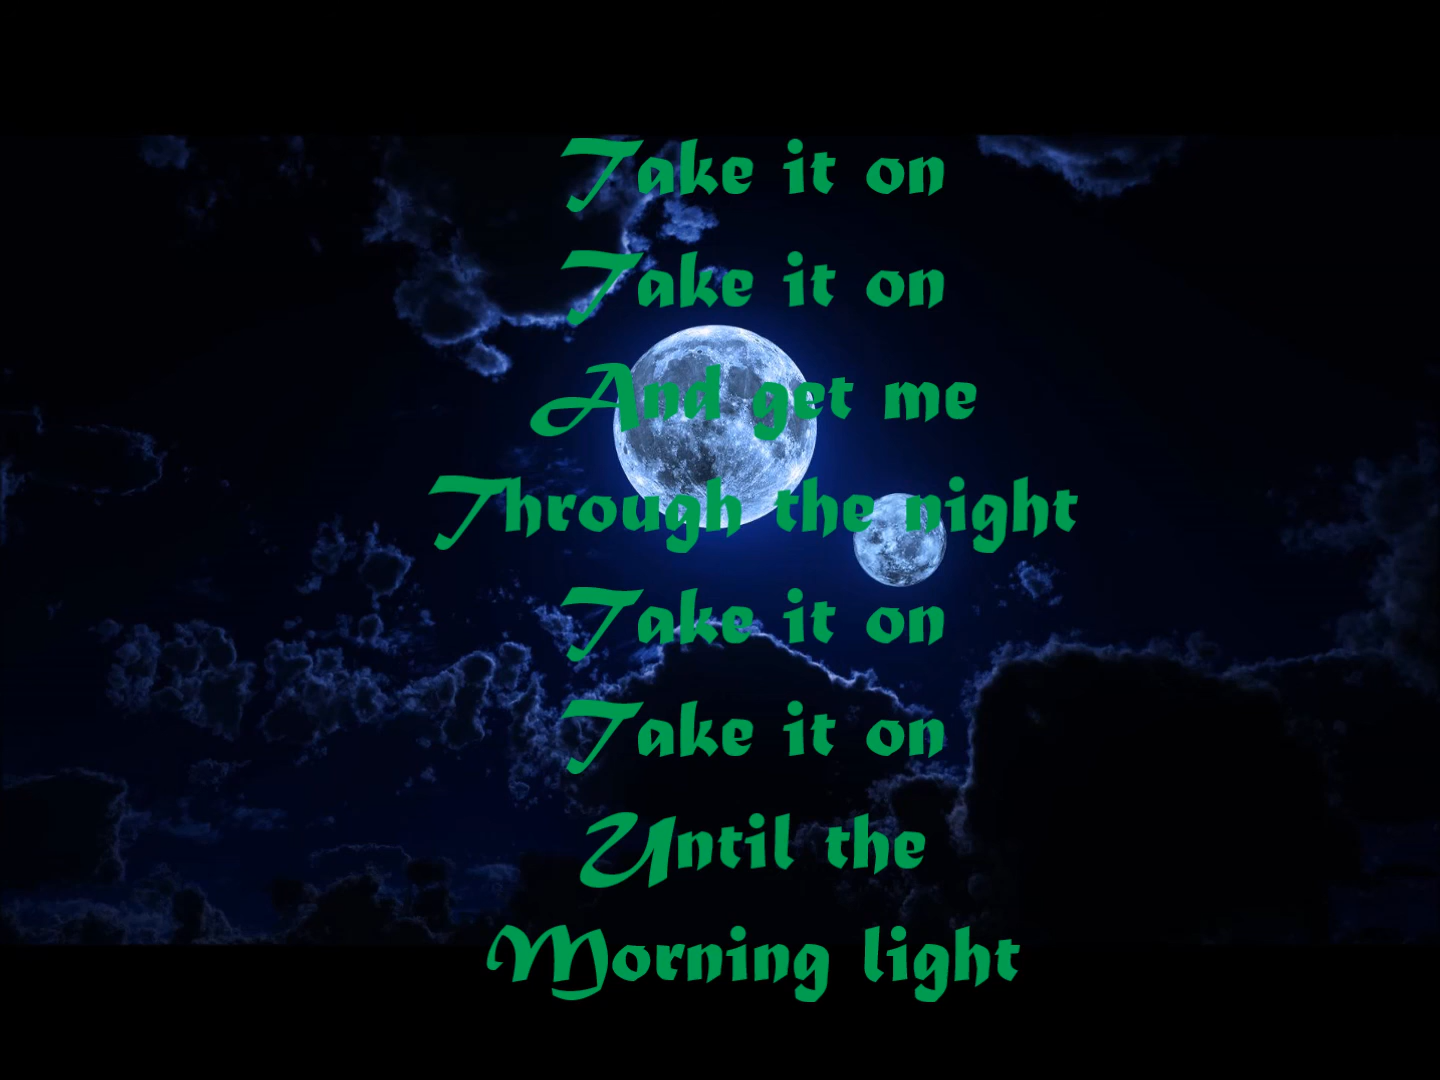 Take it on
Take it on
And get me
Through the night
Take it on
Take it on
Until the
Morning light